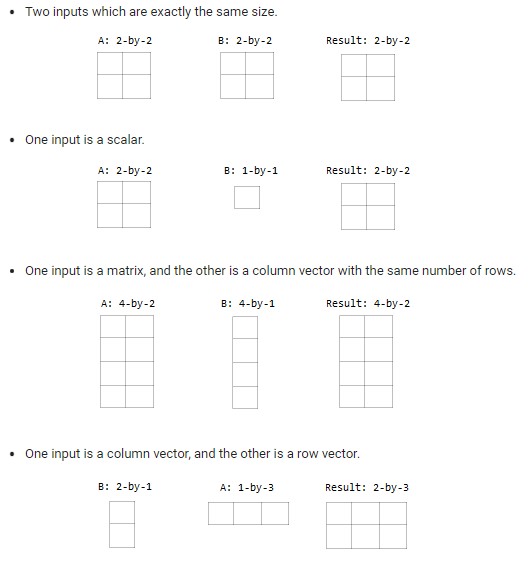 • Two inputs which are exactly the same size.
A: 2-by-2 B: 2-by-2 Result: 2-by-2
• One input is a scalar.
A: 2-by-2 B: 1-by-1 Result: 2-by-2
• One input is a matrix, and the other is a column vector with the same number of rows.
A: 4-by-2 B: 4-by-1 Result: 4-by-2
• One input is a column vector, and the other is a row vector.
B: 2-by-1 A: 1-by-3 Result: 2-by-3